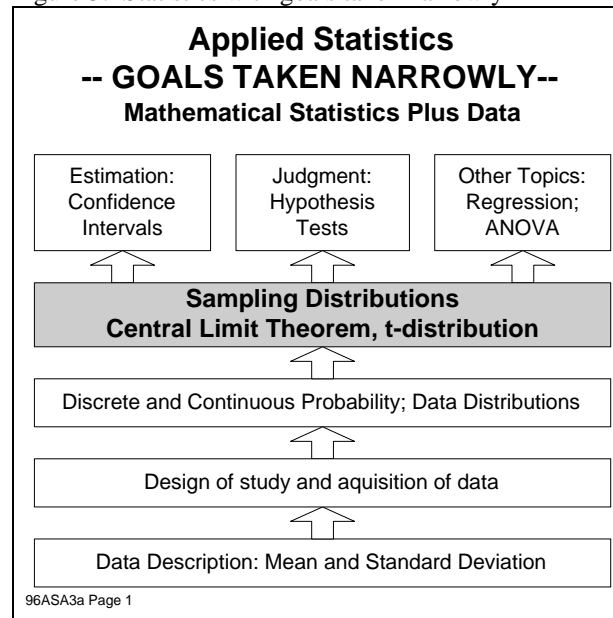 Applied Statistics
-- GOALS TAKEN NARROWLY--
Mathematical Statistics Plus Data
Estimation:
Confidence
Intervals
Judgment:
Hypothesis
Tests
Other Topics:
Regression;
ANOVA
Sampling Distributions
Central Limit Theorem, t-distribution
Discrete and Continuous Probability; Data Distributions
Design of study and aquisition of data
Data Description: Mean and Standard Deviation
96ASA3a Page 1